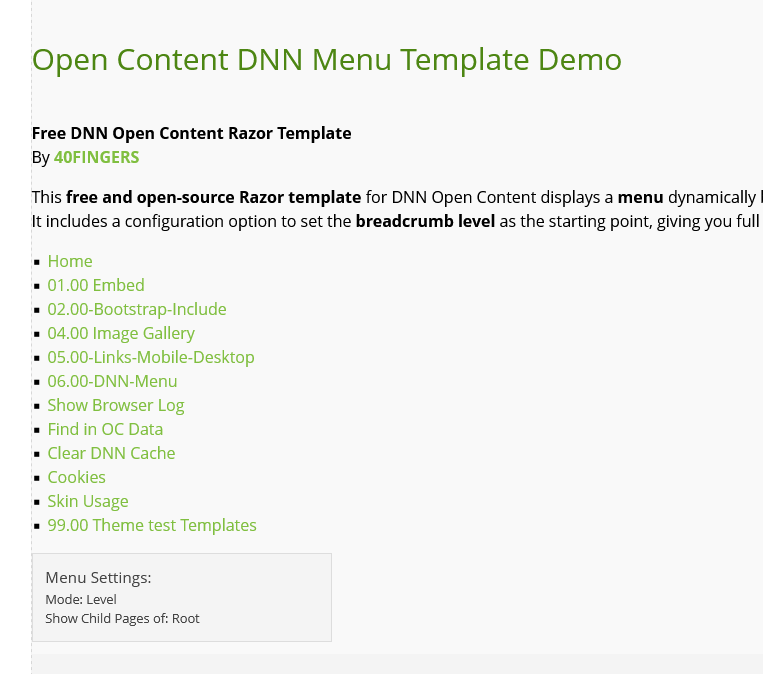 Open Content DNN Menu Template Demo
Free DNN Open Content Razor Template
By 40FINGERS
This free and open-source Razor template for DNN Open Content displays a menu dynamically
It includes a configuration option to set the breadcrumb level as the starting point, giving you full
Home
01.00 Embed
02.00-Bootstrap-Include
04.00 Image Gallery
05.00-Links-Mobile-Desktop
06.00-DNN-Menu
Show Browser Log
Find in OC Data
Clear DNN Cache
Cookies
Skin Usage
99.00 Theme test Templates
Menu Settings:
Mode: Level
Show Child Pages of: Root